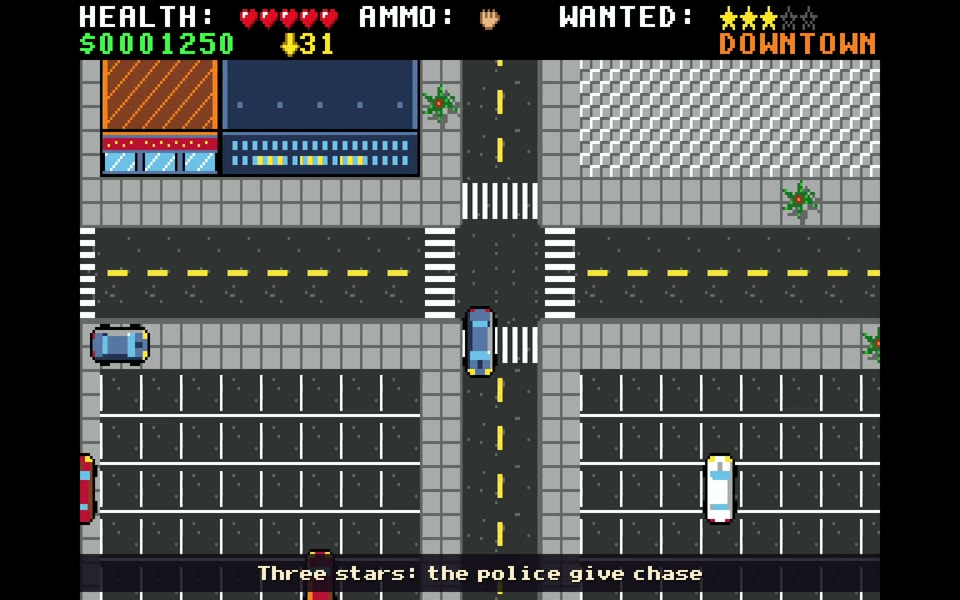 HEALTH: AMMO: WANTED:
$0001250 31 DOWNTOWN
Three stars: the police give chase